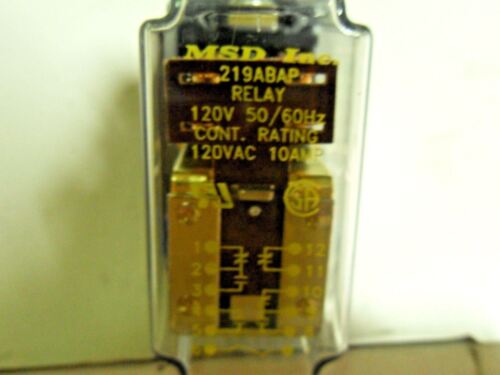 MSD, Inc.
219ABAP
RELAY
120V 50/60Hz
CONT. RATING
120VAC 10AMP
1 12
2 11
3 10